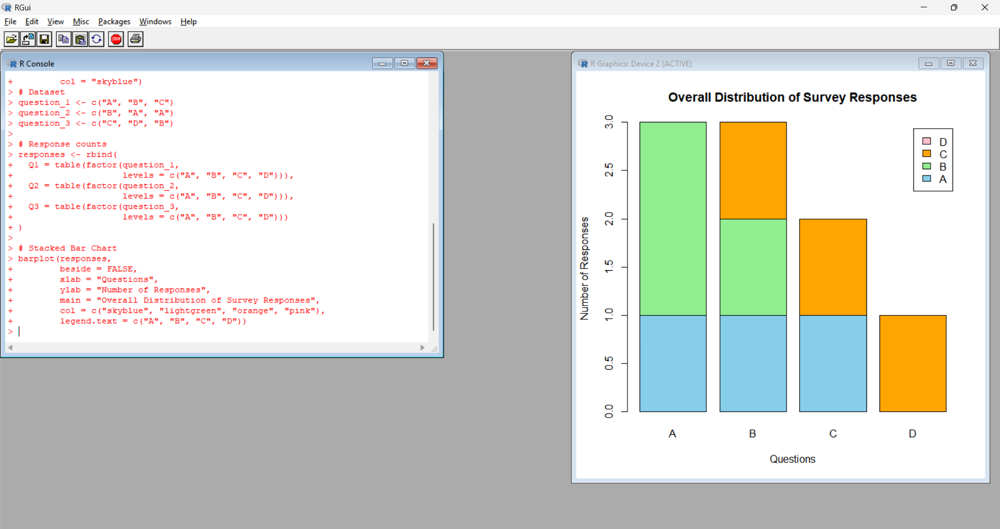 RGui
File Edit View Misc Packages Windows Help
STOP
R Console
+         col = "skyblue")
> # Dataset
> question_1 <- c("A", "B", "C")
> question_2 <- c("B", "A", "A")
> question_3 <- c("C", "D", "B")
>
> # Response counts
> responses <- rbind(
+   Q1 = table(factor(question_1,
+                     levels = c("A", "B", "C", "D"))),
+   Q2 = table(factor(question_2,
+                     levels = c("A", "B", "C", "D"))),
+   Q3 = table(factor(question_3,
+                     levels = c("A", "B", "C", "D")))
+ )
>
> # Stacked Bar Chart
> barplot(responses,
+         beside = FALSE,
+         xlab = "Questions",
+         ylab = "Number of Responses",
+         main = "Overall Distribution of Survey Responses",
+         col = c("skyblue", "lightgreen", "orange", "pink"),
+         legend.text = c("A", "B", "C", "D"))
>
R Graphics: Device 2 (ACTIVE)
Overall Distribution of Survey Responses
D
C
B
A
Number of Responses
3.0
2.5
2.0
1.5
1.0
0.5
0.0
A B C D
Questions